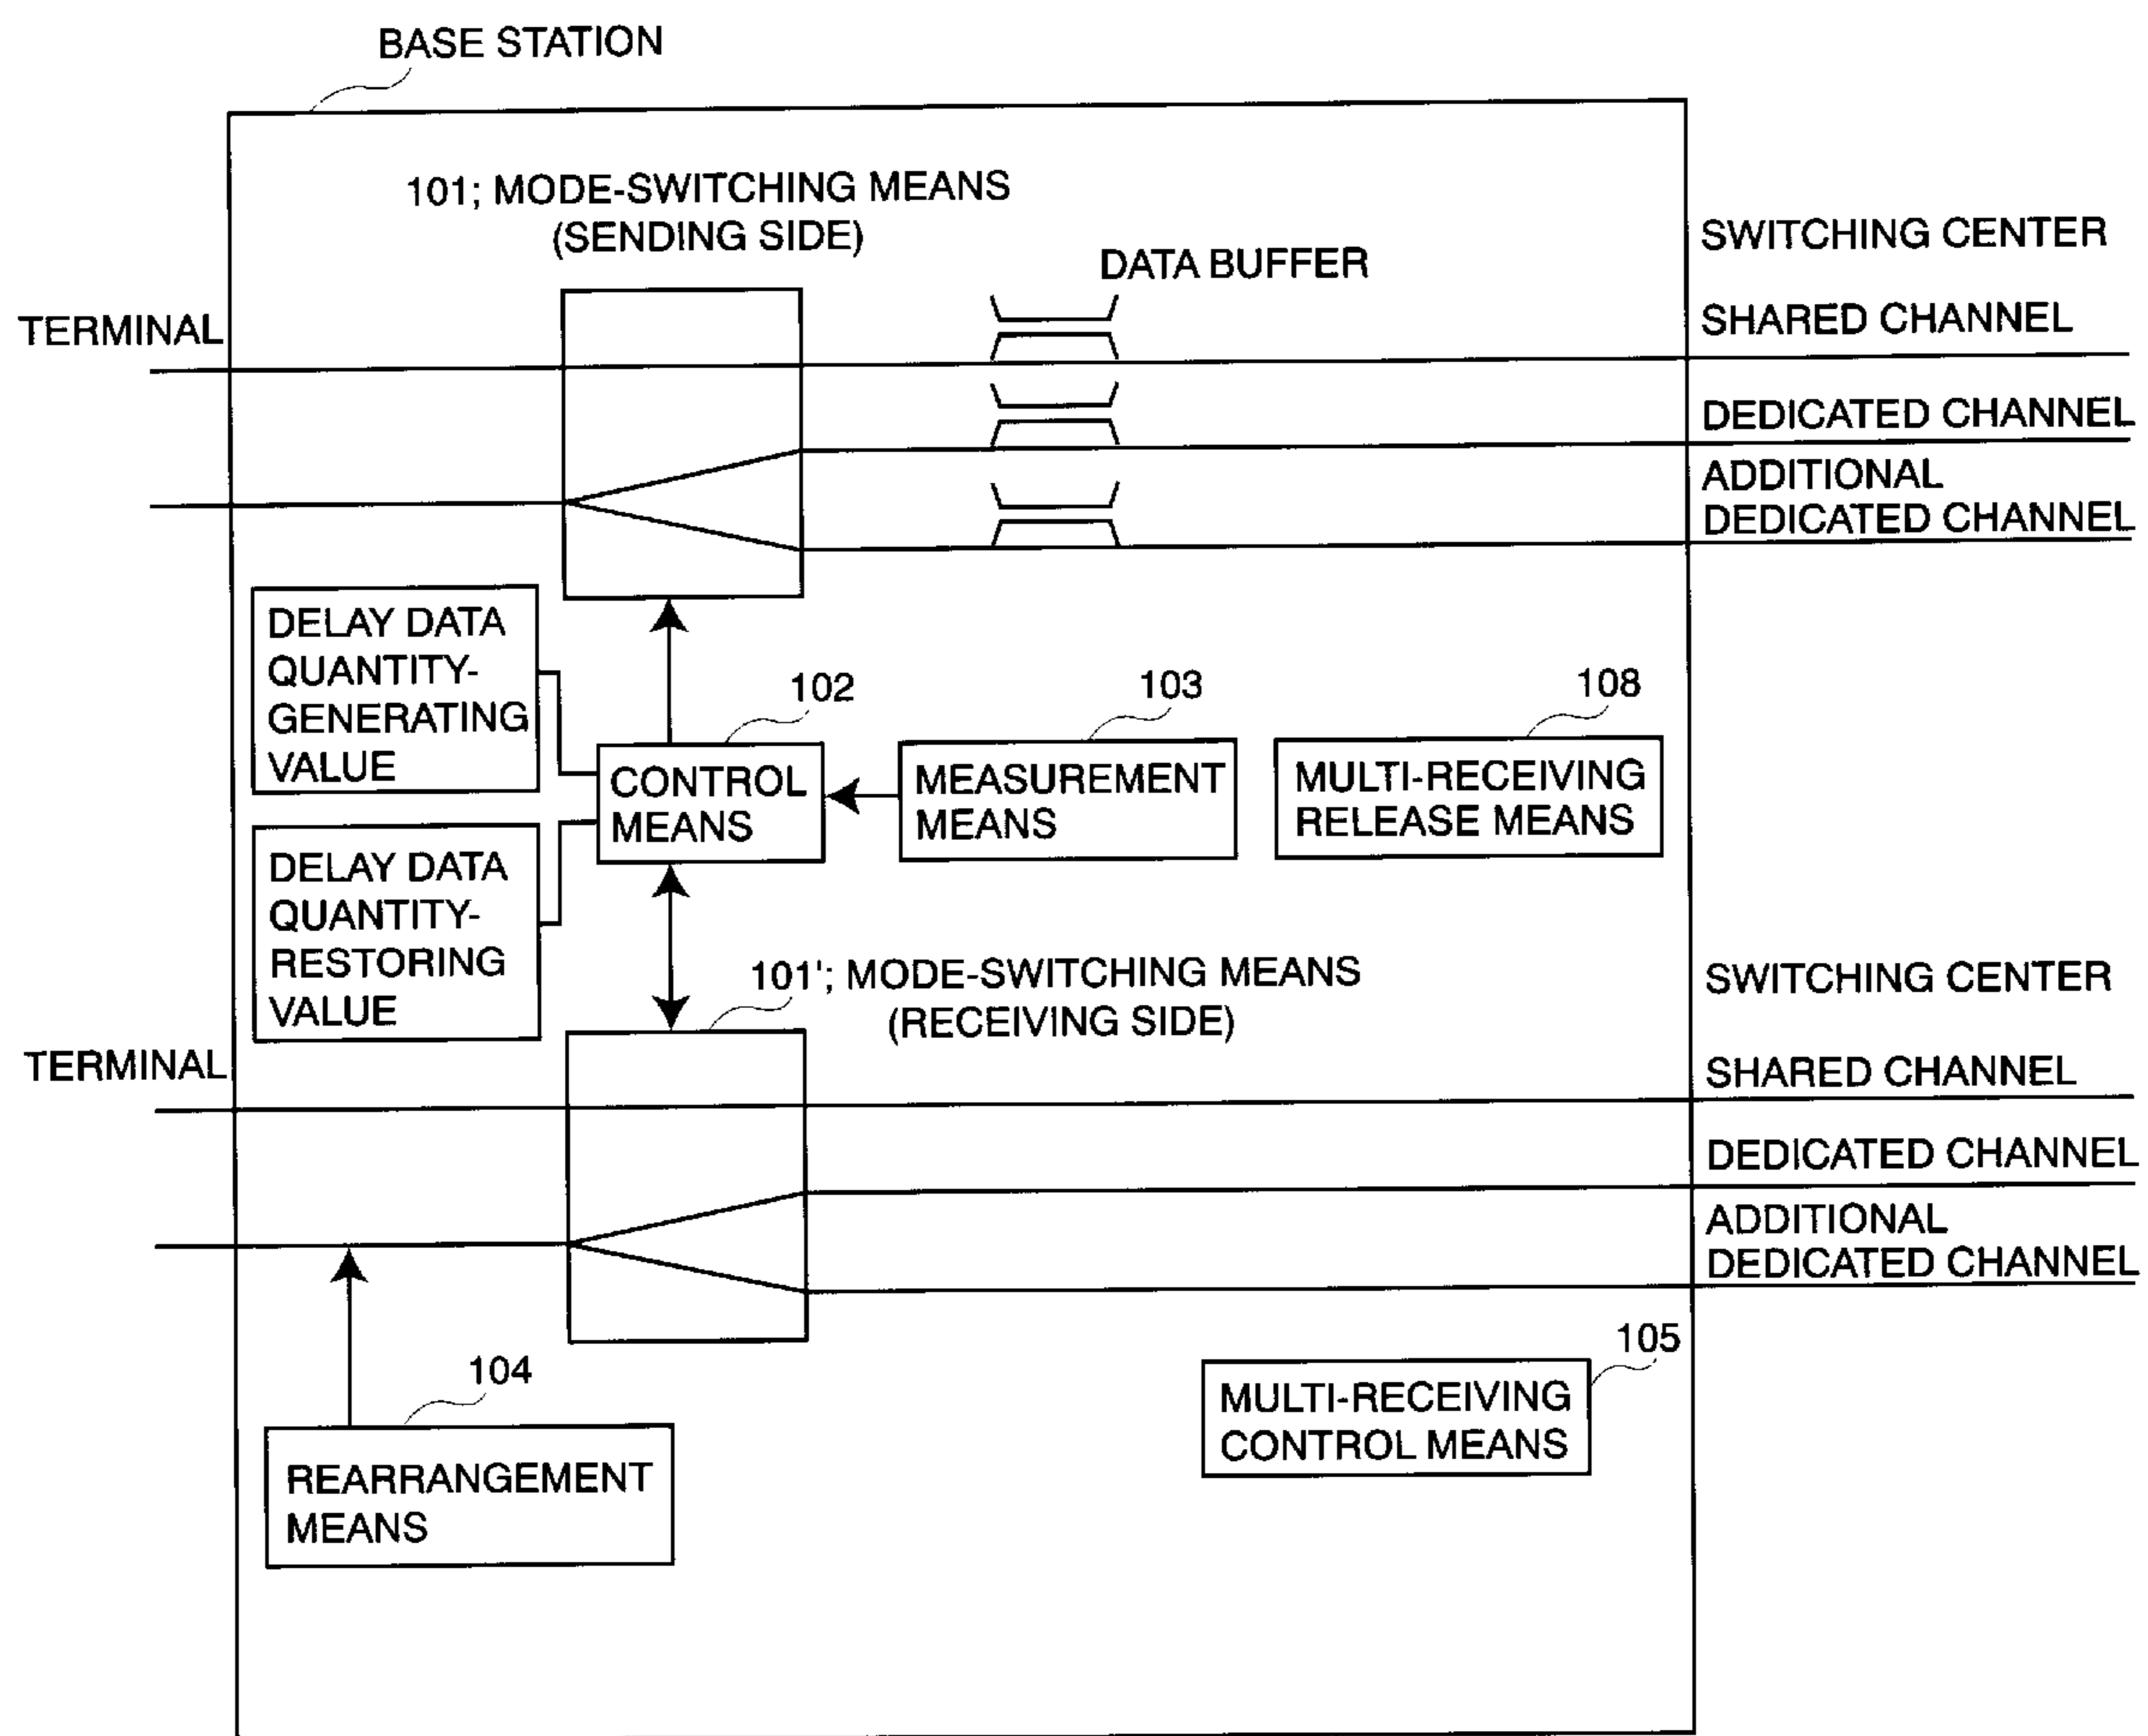 BASE STATION
101; MODE-SWITCHING MEANS
(SENDING SIDE)
SWITCHING CENTER
DATA BUFFER
TERMINAL
SHARED CHANNEL
DEDICATED CHANNEL
ADDITIONAL
DEDICATED CHANNEL
DELAY DATA
QUANTITY-
GENERATING
VALUE
102
CONTROL
MEANS
103
MEASUREMENT
MEANS
108
MULTI-RECEIVING
RELEASE MEANS
DELAY DATA
QUANTITY-
RESTORING
VALUE
101'; MODE-SWITCHING MEANS
(RECEIVING SIDE)
SWITCHING CENTER
TERMINAL
SHARED CHANNEL
DEDICATED CHANNEL
ADDITIONAL
DEDICATED CHANNEL
104
REARRANGEMENT
MEANS
105
MULTI-RECEIVING
CONTROL MEANS